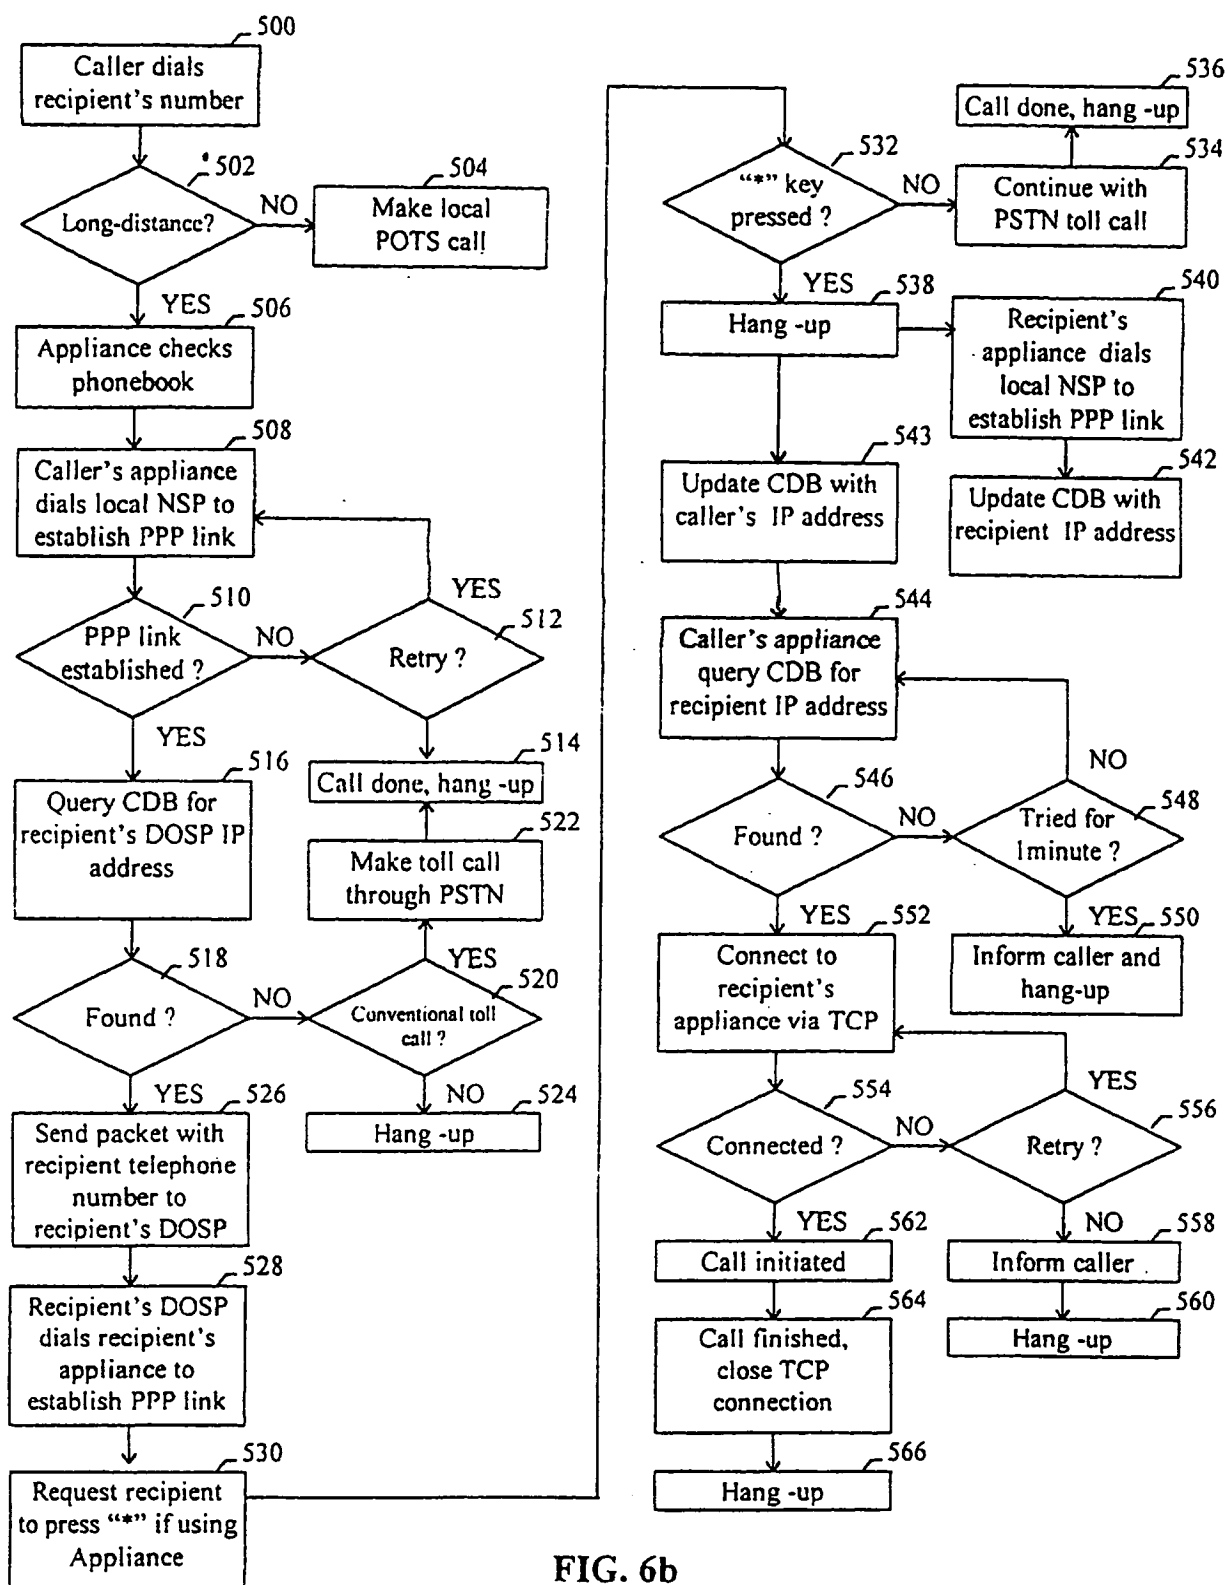 500
Caller dials
recipient's number
502
Long-distance?
NO
504
Make local
POTS call
YES
506
Appliance checks
phonebook
508
Caller's appliance
dials local NSP to
establish PPP link
510
PPP link
established ?
NO
YES
512
Retry ?
YES
516
Query CDB for
recipient's DOSP IP
address
514
Call done, hang -up
522
Make toll call
through PSTN
518
Found ?
NO
YES
520
Conventional toll
call ?
YES
526
Send packet with
recipient telephone
number to
recipient's DOSP
NO
524
Hang -up
528
Recipient's DOSP
dials recipient's
appliance to
establish PPP link
530
Request recipient
to press “*” if using
Appliance
532
“*” key
pressed ?
NO
536
Call done, hang -up
534
Continue with
PSTN toll call
YES
538
Hang -up
540
Recipient's
appliance dials
local NSP to
establish PPP link
543
Update CDB with
caller's IP address
542
Update CDB with
recipient IP address
544
Caller's appliance
query CDB for
recipient IP address
546
Found ?
NO
NO
548
Tried for
1minute ?
YES
552
Connect to
recipient's
appliance via TCP
YES
550
Inform caller and
hang-up
554
Connected ?
NO
YES
556
Retry ?
YES
562
Call initiated
NO
558
Inform caller
564
Call finished,
close TCP
connection
560
Hang -up
566
Hang -up
FIG. 6b